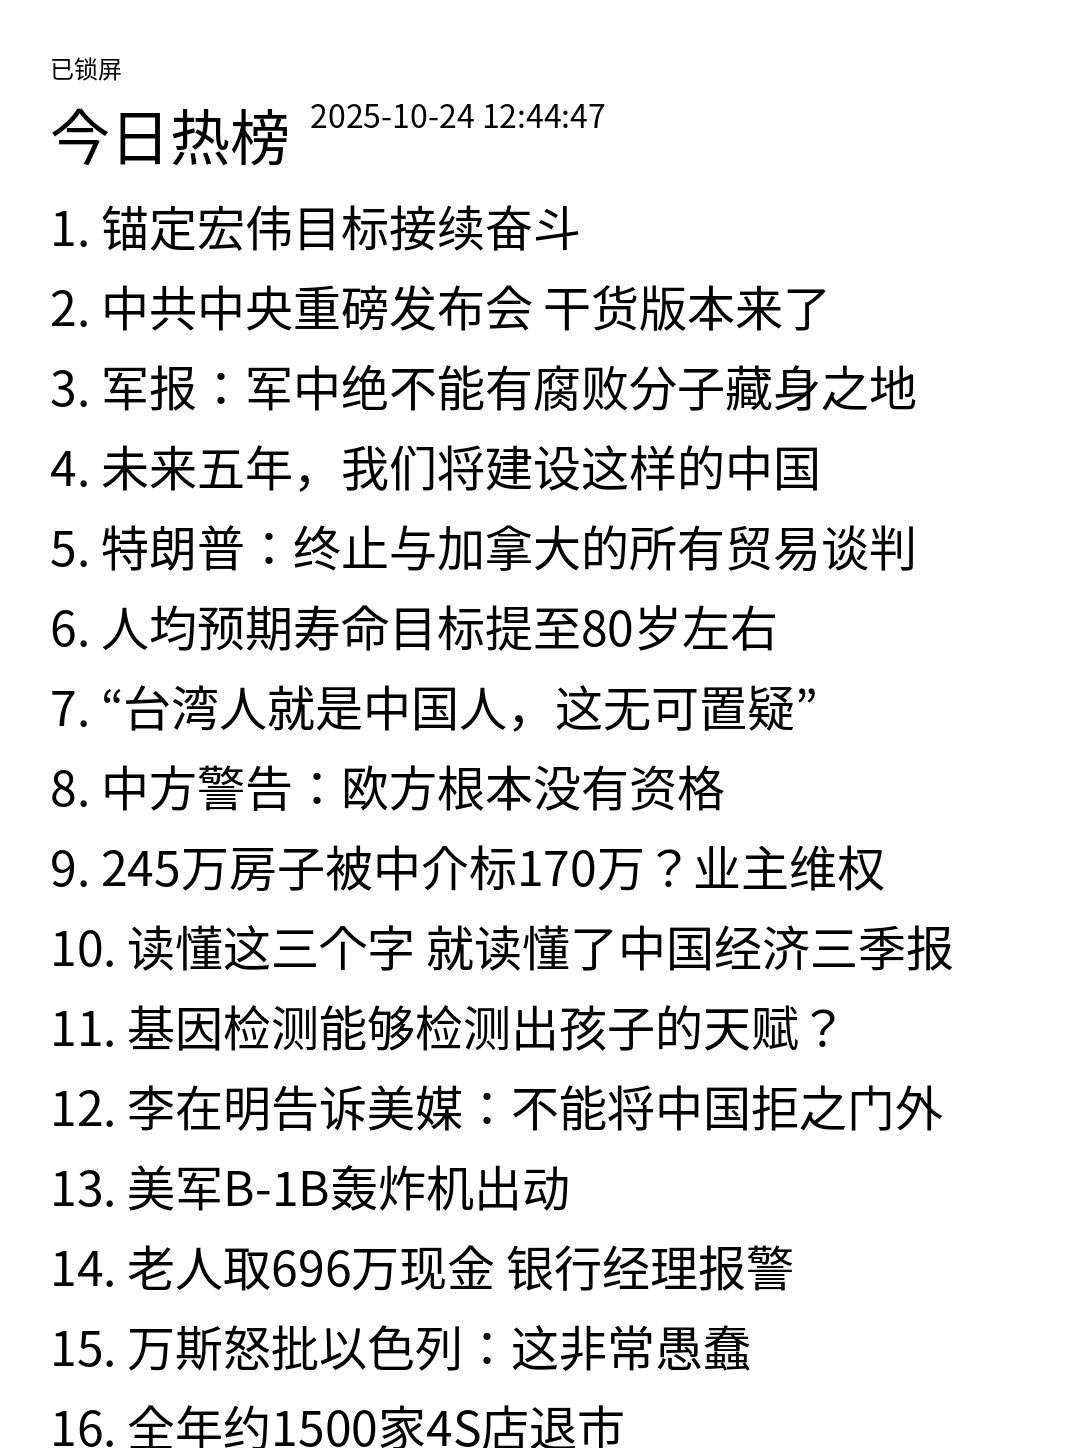 已锁屏
今日热榜 2025-10-24 12:44:47
1. 锚定宏伟目标接续奋斗
2. 中共中央重磅发布会 干货版本来了
3. 军报：军中绝不能有腐败分子藏身之地
4. 未来五年，我们将建设这样的中国
5. 特朗普：终止与加拿大的所有贸易谈判
6. 人均预期寿命目标提至80岁左右
7. “台湾人就是中国人，这无可置疑”
8. 中方警告：欧方根本没有资格
9. 245万房子被中介标170万？业主维权
10. 读懂这三个字 就读懂了中国经济三季报
11. 基因检测能够检测出孩子的天赋？
12. 李在明告诉美媒：不能将中国拒之门外
13. 美军B-1B轰炸机出动
14. 老人取696万现金 银行经理报警
15. 万斯怒批以色列：这非常愚蠢
16. 全年约1500家4S店退市